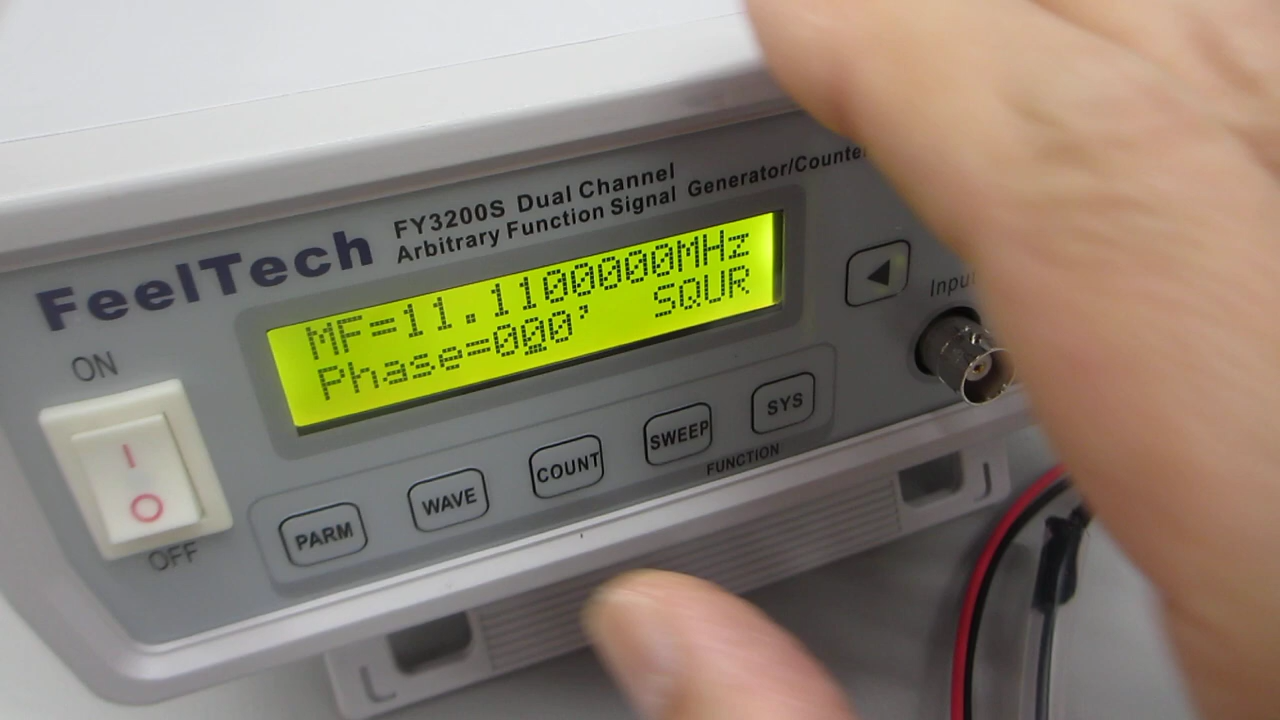 FeelTech
FY3200S Dual Channel
Arbitrary Function Signal Generator/Counter
MF=11.1100000MHz
Phase=000' SQUR
ON
I
O
OFF
PARM
WAVE
COUNT
SWEEP
SYS
FUNCTION
◀
Input